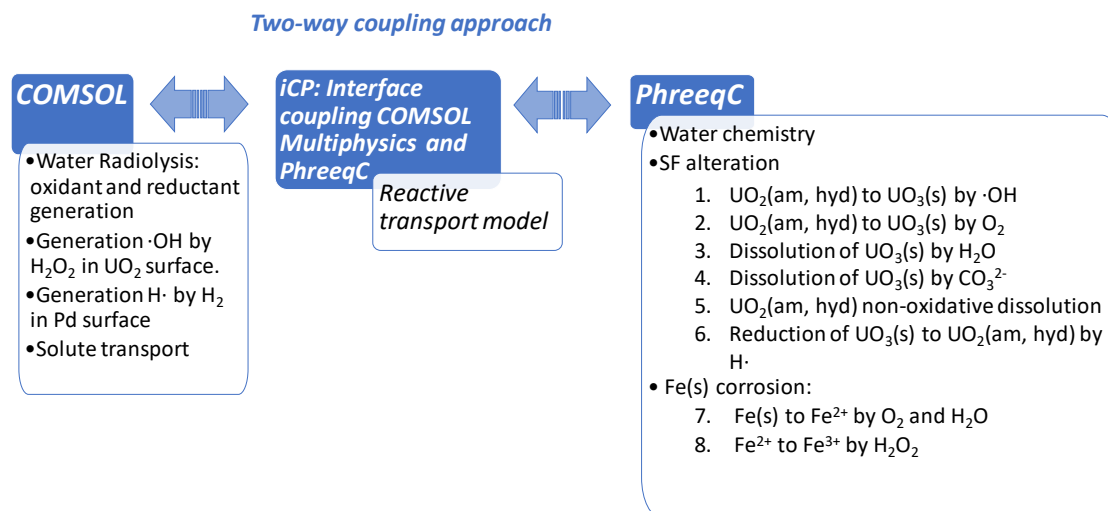 Two-way coupling approach
COMSOL
•Water Radiolysis:
oxidant and reductant
generation
•Generation ·OH by
H₂O₂ in UO₂ surface.
•Generation H· by H₂
in Pd surface
•Solute transport
iCP: Interface
coupling COMSOL
Multiphysics and
PhreeqC
Reactive
transport model
PhreeqC
•Water chemistry
•SF alteration
1. UO₂(am, hyd) to UO₃(s) by ·OH
2. UO₂(am, hyd) to UO₃(s) by O₂
3. Dissolution of UO₃(s) by H₂O
4. Dissolution of UO₃(s) by CO₃²⁻
5. UO₂(am, hyd) non-oxidative dissolution
6. Reduction of UO₃(s) to UO₂(am, hyd) by
H·
• Fe(s) corrosion:
7. Fe(s) to Fe²⁺ by O₂ and H₂O
8. Fe²⁺ to Fe³⁺ by H₂O₂